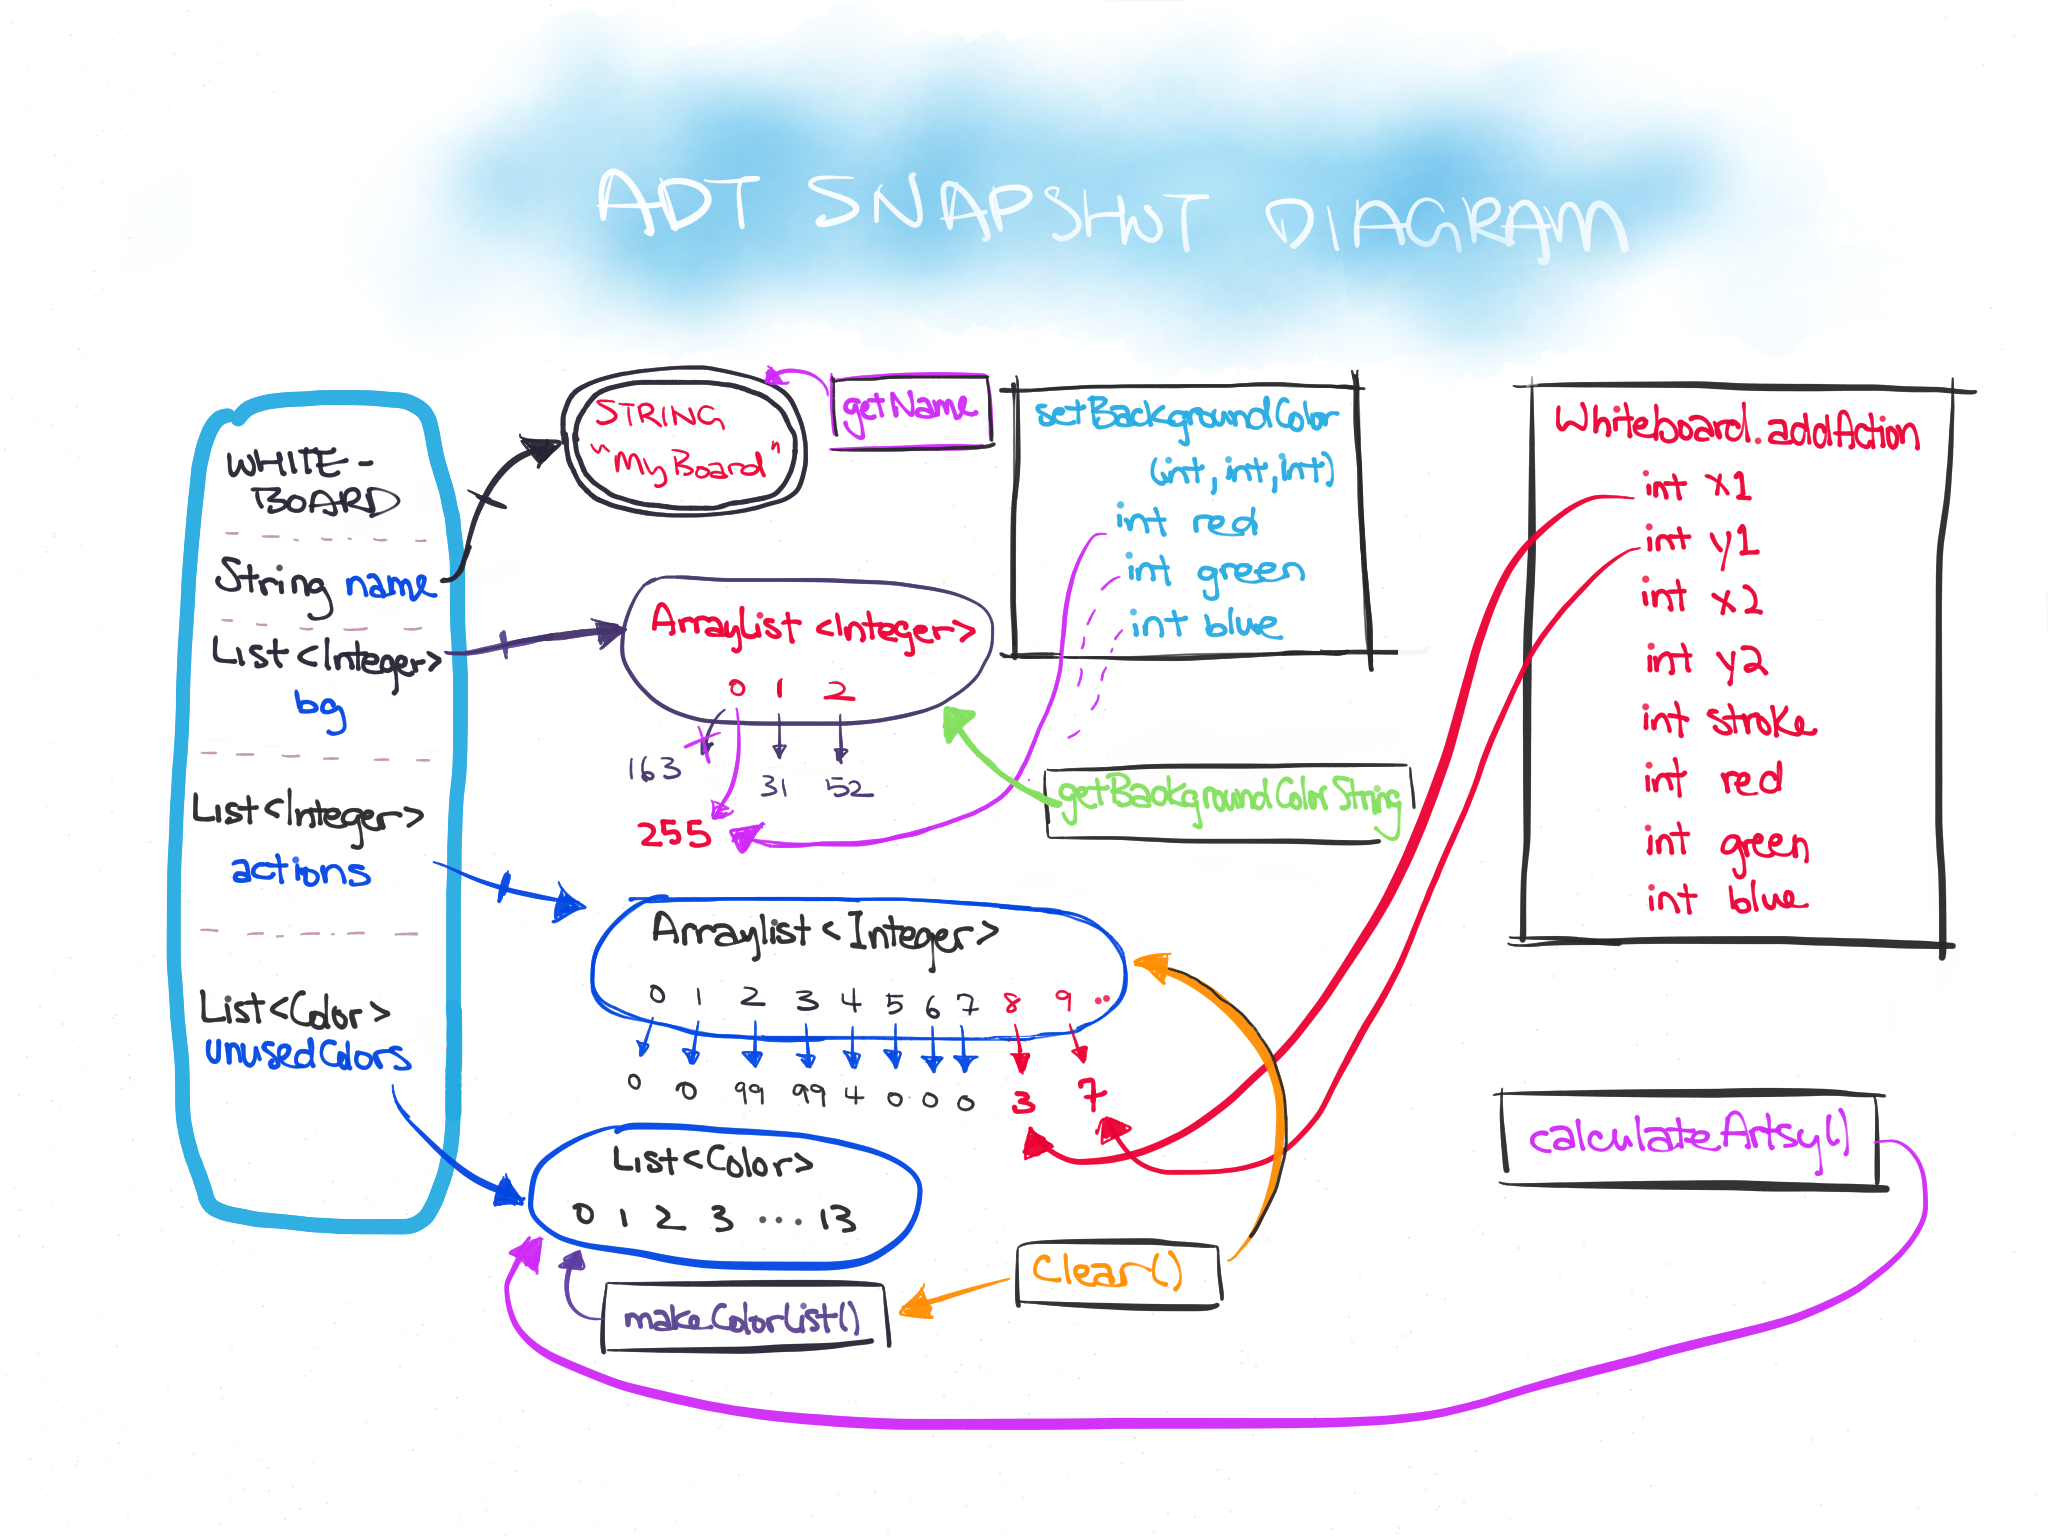 ADT SNAPSHOT DIAGRAM
WHITE-
BOARD
String name
List <Integer>
bg
List <Integer>
actions
List <Color>
unusedColors
STRING
"My Board"
getName
Arraylist <Integer>
0 1 2
163
31 52
255
setBackgroundColor
(int, int, int)
int red
int green
int blue
getBackgroundColorString
Whiteboard.addAction
int x1
int y1
int x2
int y2
int stroke
int red
int green
int blue
Arraylist <Integer>
0 1 2 3 4 5 6 7 8 9 ..
0 0 99 99 4 0 0 0 3 7
List <Color>
0 1 2 3 ... 13
makeColorList()
Clear()
calculateArtsy()